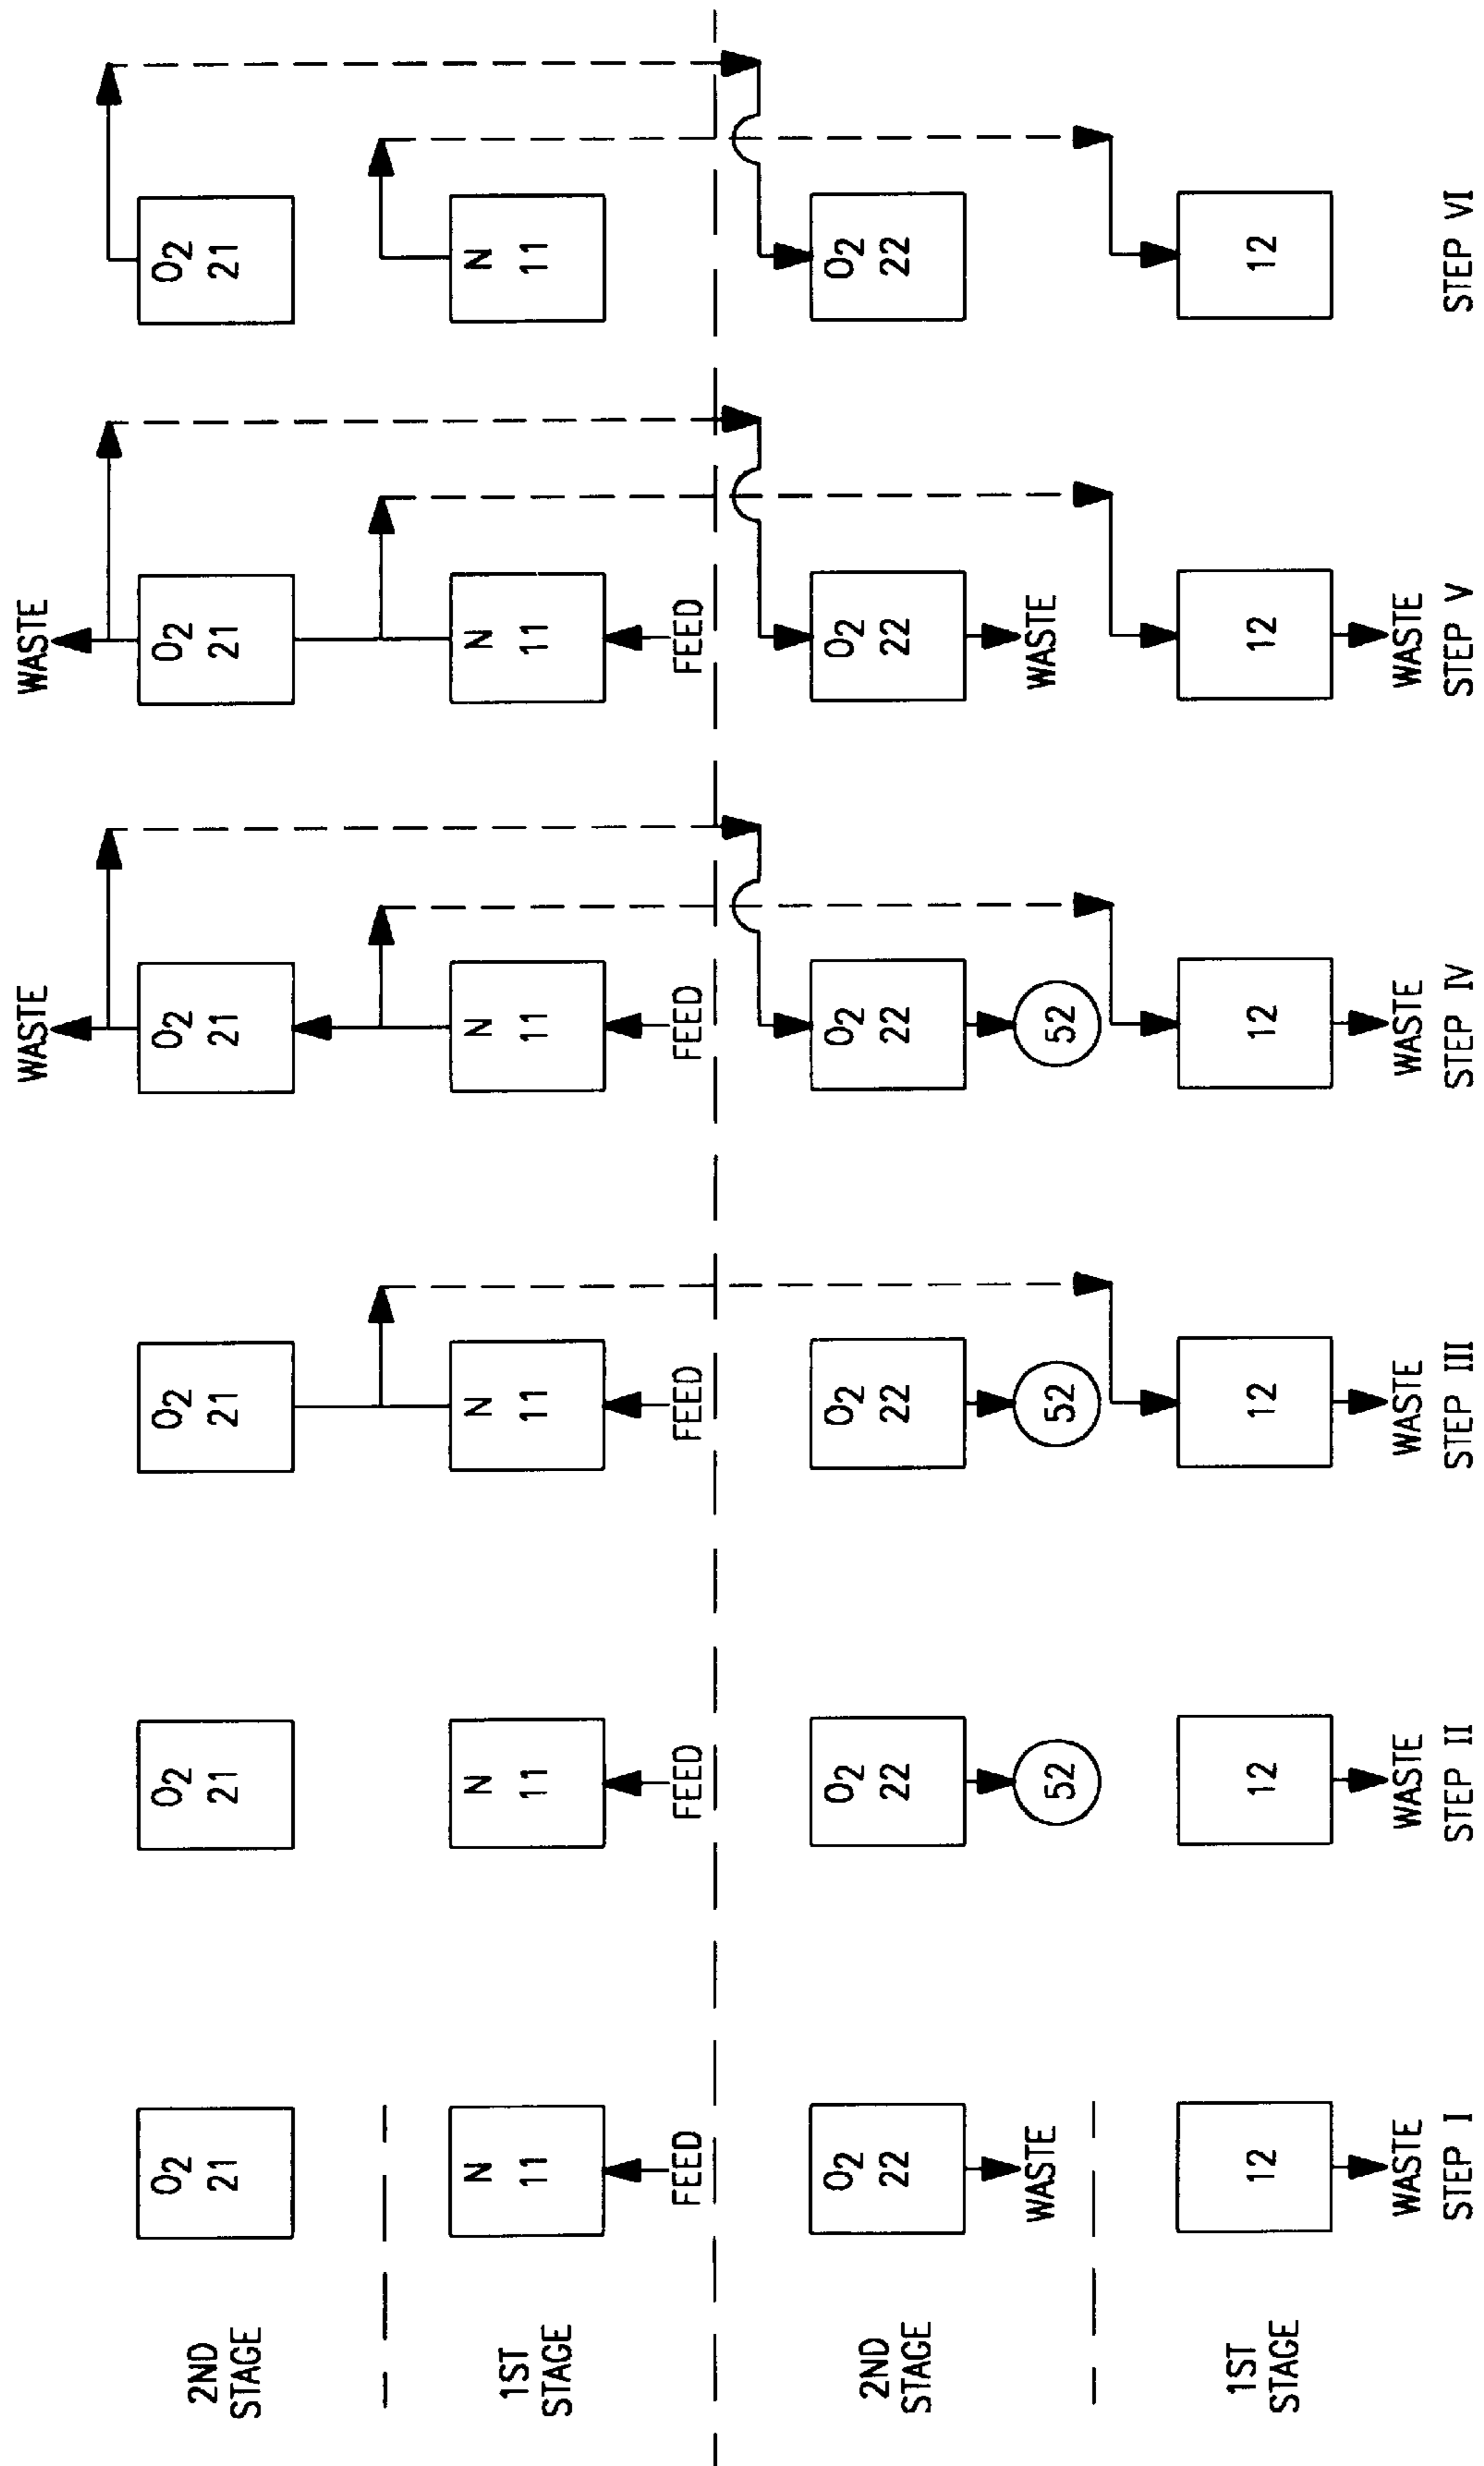 WASTE
WASTE
2ND
STAGE
O2
21
O2
21
O2
21
O2
21
O2
21
O2
21
1ST
STAGE
N
11
N
11
N
11
N
11
N
11
N
11
FEED
FEED
FEED
FEED
FEED
2ND
STAGE
O2
22
O2
22
O2
22
O2
22
O2
22
O2
22
WASTE
52
52
52
WASTE
1ST
STAGE
12
12
12
12
12
12
WASTE
WASTE
WASTE
WASTE
WASTE
STEP I
STEP II
STEP III
STEP IV
STEP V
STEP VI